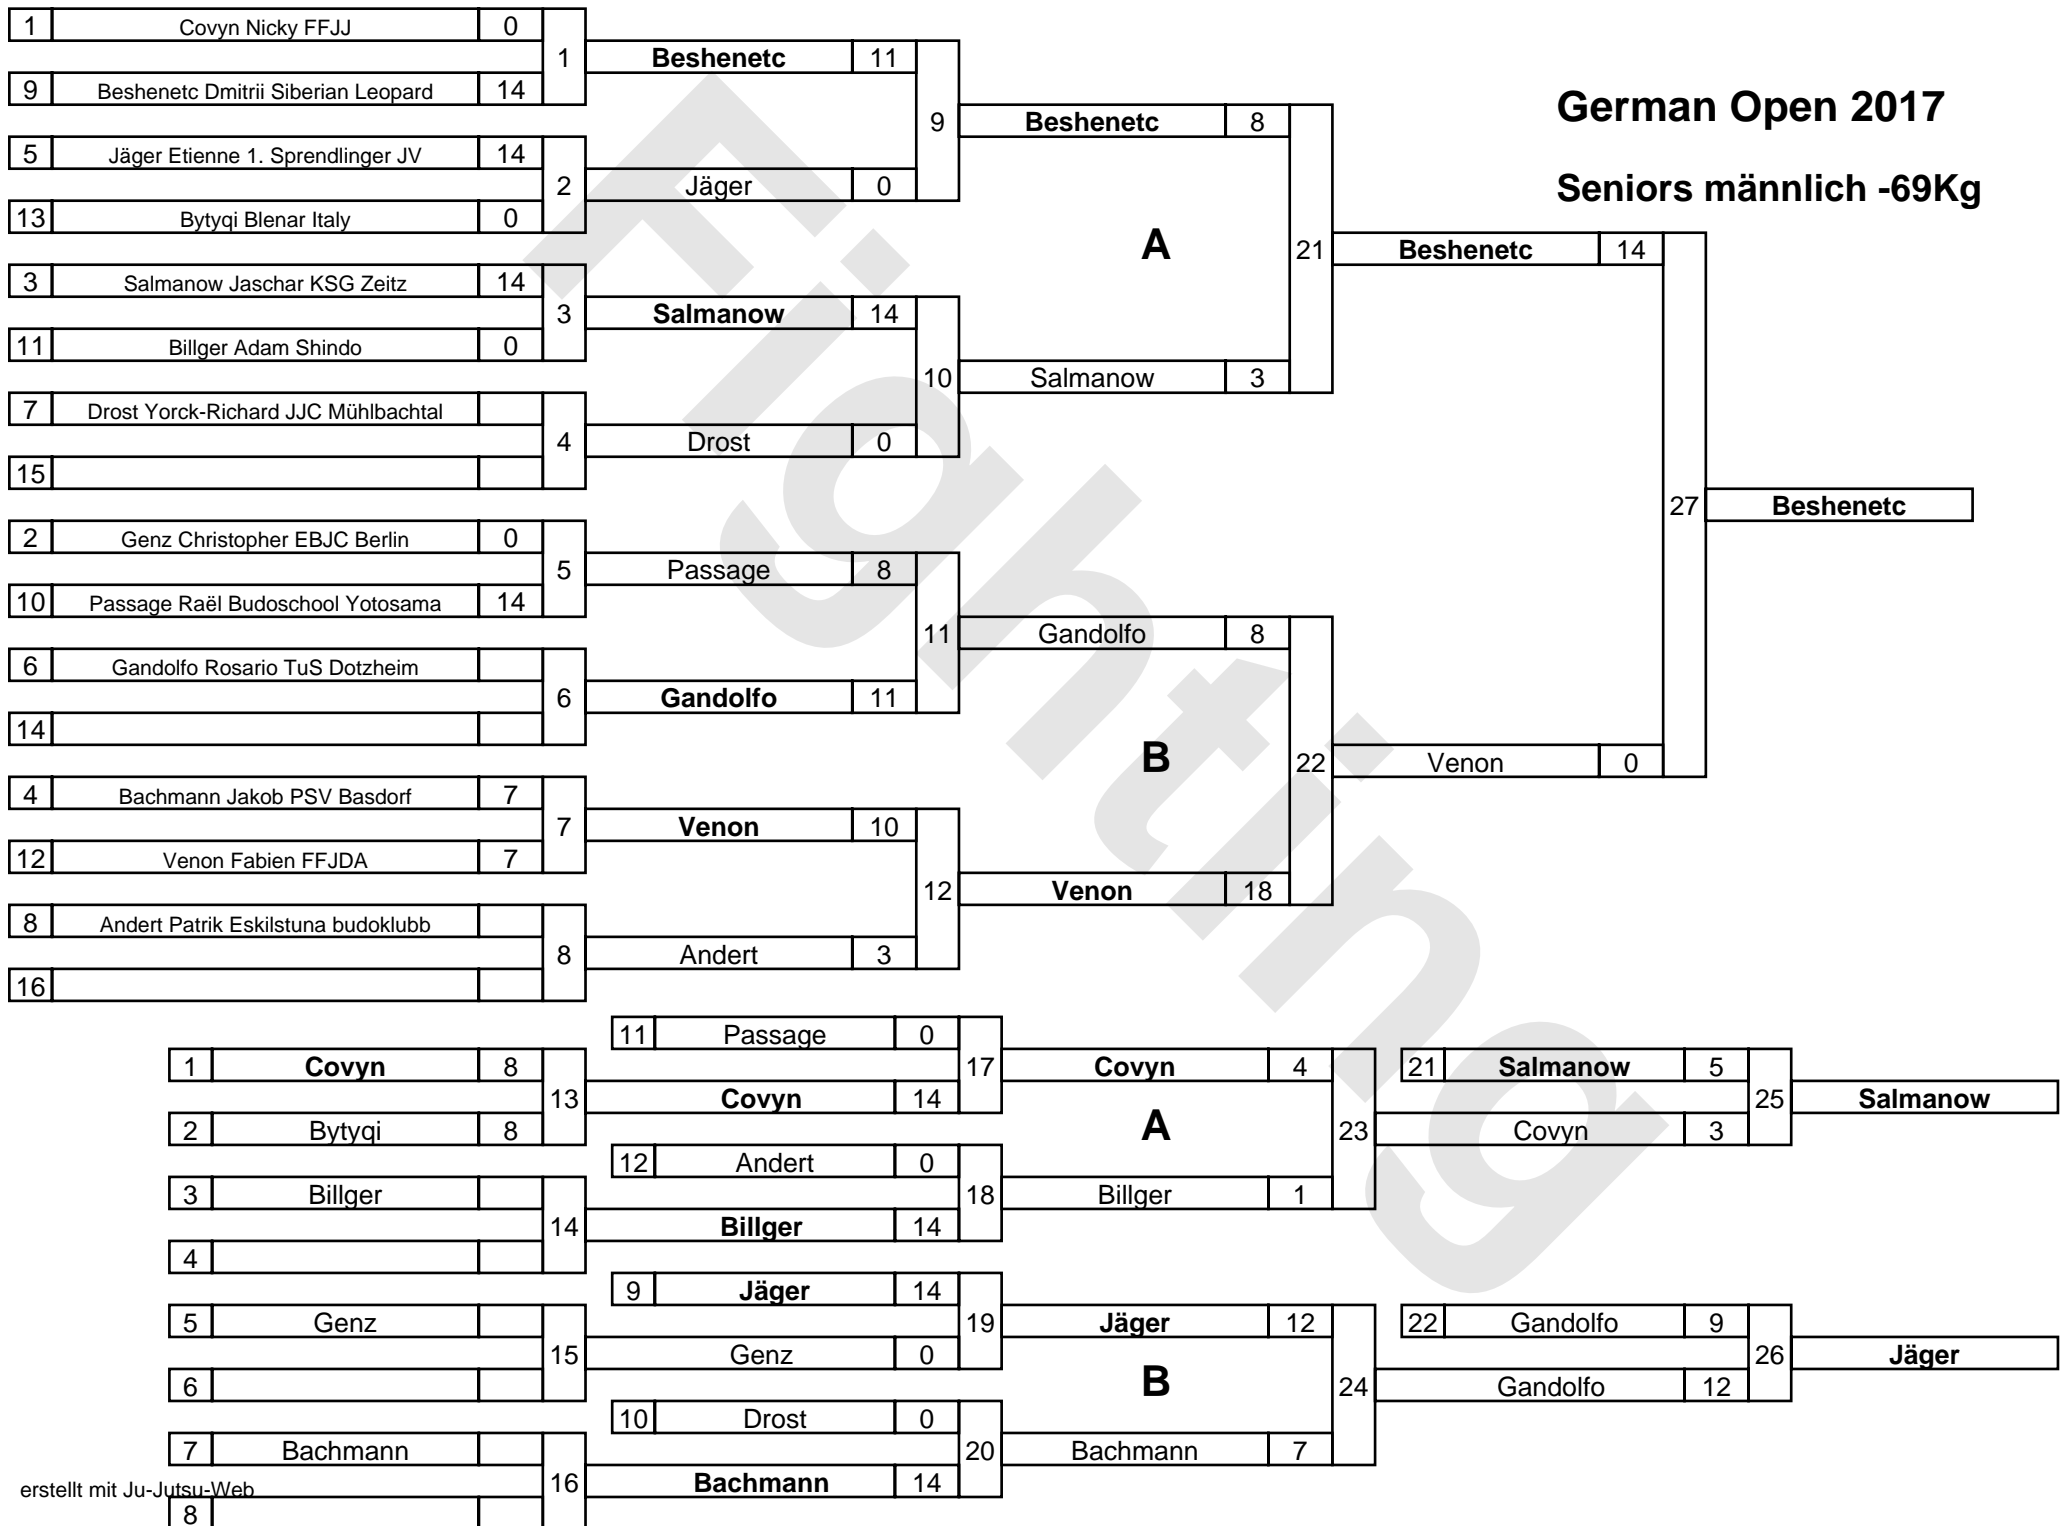 German Open 2017
Seniors männlich -69Kg
1 Covyn Nicky FFJJ 0
1
9 Beshenetc Dmitrii Siberian Leopard 14
5 Jäger Etienne 1. Sprendlinger JV 14
2
13 Bytyqi Blenar Italy 0
3 Salmanow Jaschar KSG Zeitz 14
3
11 Billger Adam Shindo 0
7 Drost Yorck-Richard JJC Mühlbachtal
4
15
2 Genz Christopher EBJC Berlin 0
5
10 Passage Raël Budoschool Yotosama 14
6 Gandolfo Rosario TuS Dotzheim
6
14
4 Bachmann Jakob PSV Basdorf 7
7
12 Venon Fabien FFJDA 7
8 Andert Patrik Eskilstuna budoklubb
8
16
Beshenetc 11
9
Jäger 0
Salmanow 14
10
Drost 0
Passage 8
11
Gandolfo 11
Venon 10
12
Andert 3
Beshenetc 8
A
21
Salmanow 3
Gandolfo 8
B
22
Venon 18
Beshenetc 14
27
Venon 0
Beshenetc
1 Covyn 8
13
2 Bytyqi 8
3 Billger
14
4
5 Genz
15
6
7 Bachmann
16
8
11 Passage 0
17
Covyn 14
12 Andert 0
18
Billger 14
9 Jäger 14
19
Genz 0
10 Drost 0
20
Bachmann 14
Covyn 4
A
23
Billger 1
Jäger 12
B
24
Bachmann 7
21 Salmanow 5
25
Covyn 3
Salmanow
22 Gandolfo 9
26
Gandolfo 12
Jäger
erstellt mit Ju-Jutsu-Web
Fighting